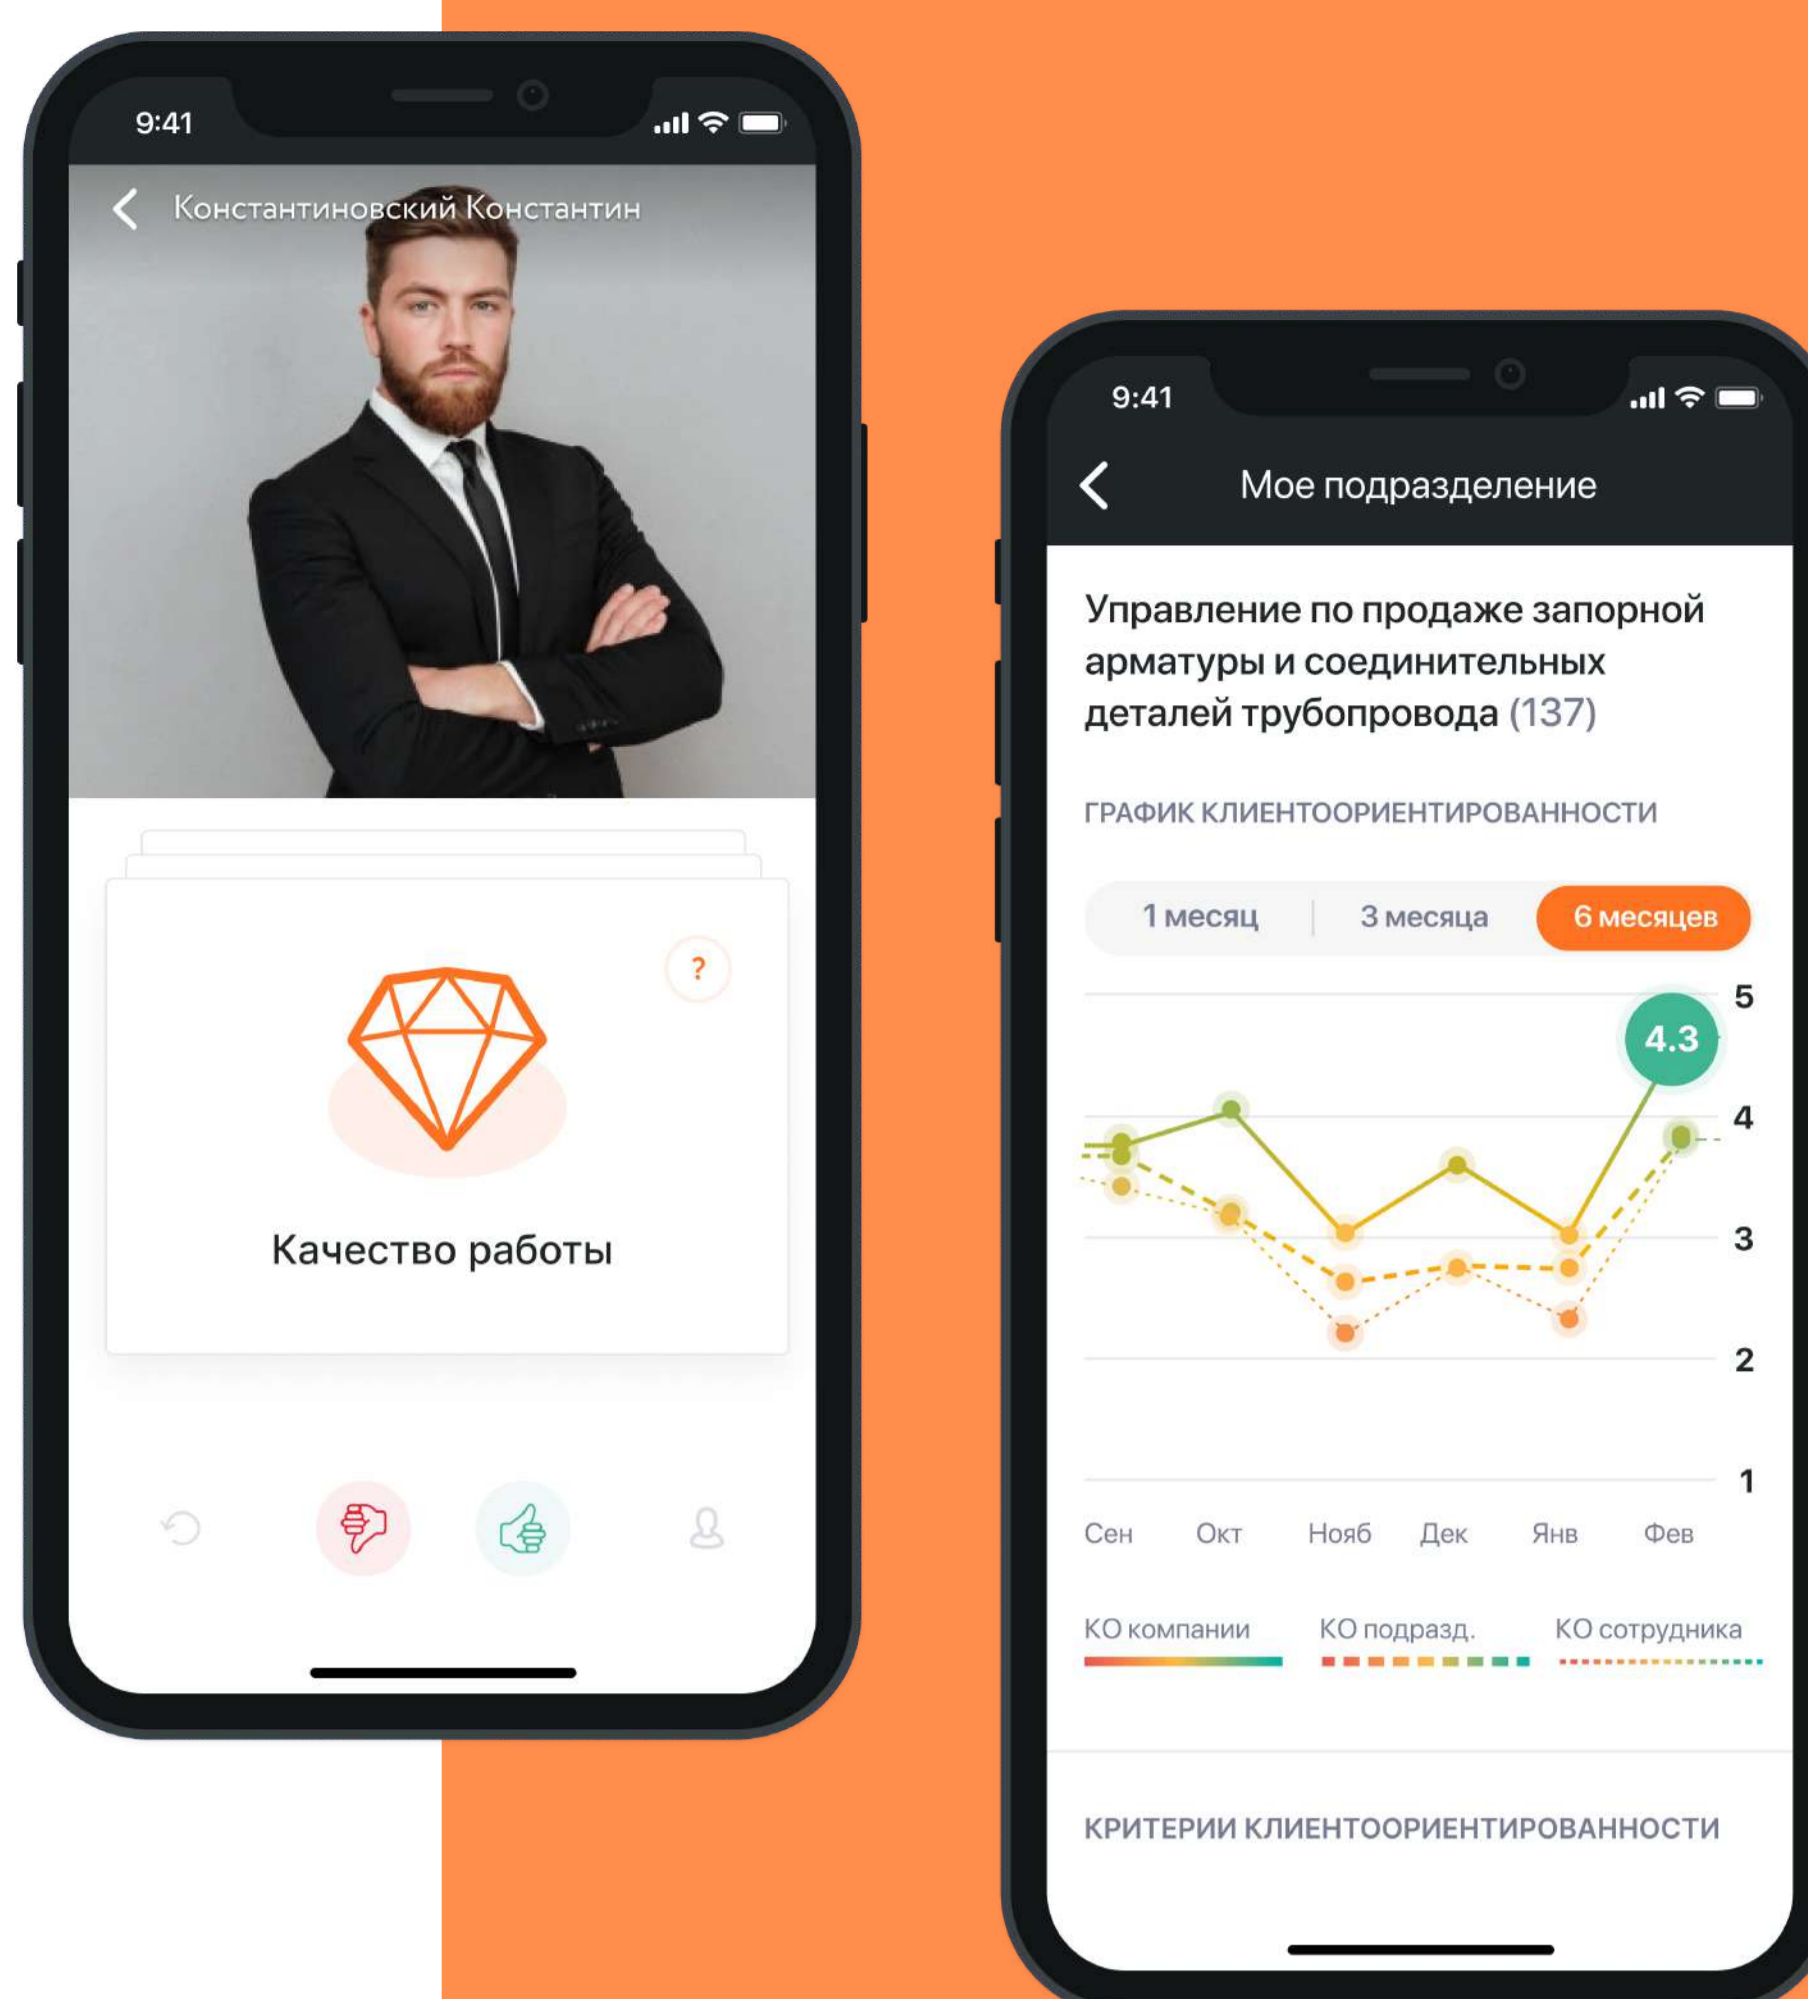 9:41
Константиновский Константин
?
Качество работы
9:41
Мое подразделение
Управление по продаже запорной
арматуры и соединительных
деталей трубопровода (137)
ГРАФИК КЛИЕНТООРИЕНТИРОВАННОСТИ
1 месяц 3 месяца 6 месяцев
5
4.3
4
3
2
1
Сен Окт Нояб Дек Янв Фев
КО компании КО подразд. КО сотрудника
КРИТЕРИИ КЛИЕНТООРИЕНТИРОВАННОСТИ